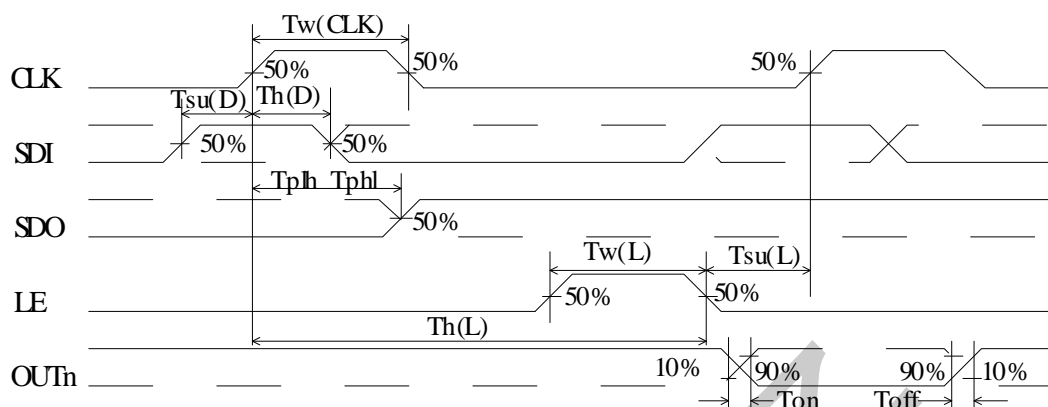 Tw(CLK)
CLK 50% 50% 50%
Tsu(D) Th(D)
SDI 50% 50%
Tplh Tphl
SDO 50%
Tw(L) Tsu(L)
LE 50% 50%
Th(L)
OUTn 10% 90% 90% 10%
Ton Toff